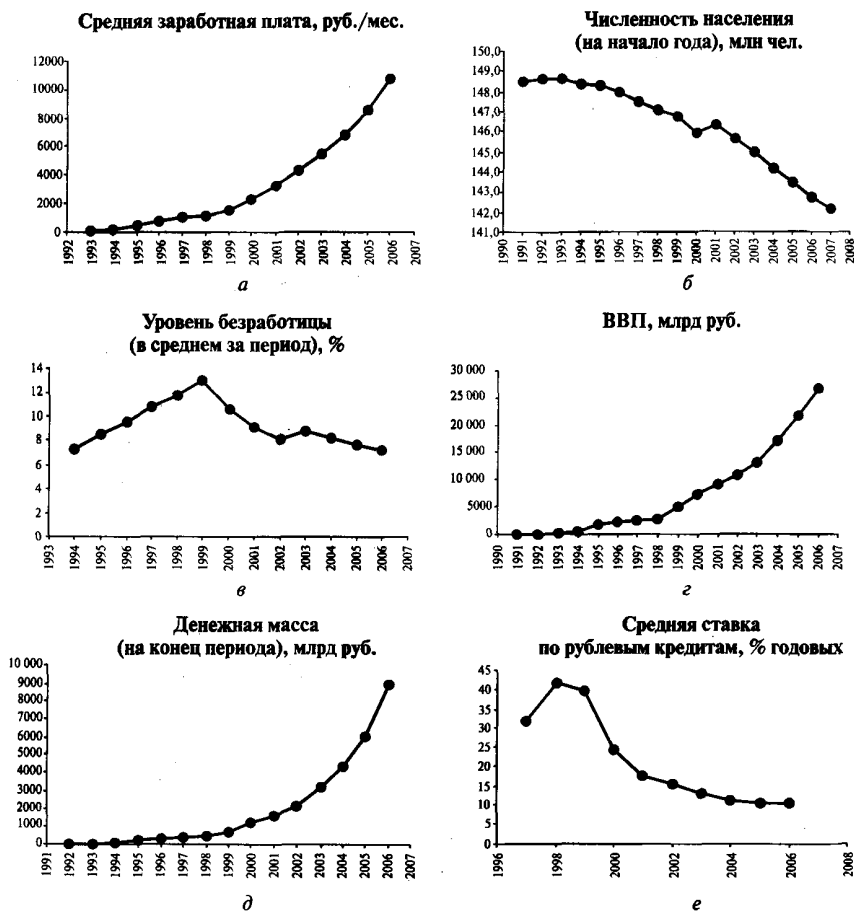 Средняя заработная плата, руб./мес.
12000
10000
8000
6000
4000
2000
0
1992 1993 1994 1995 1996 1997 1998 1999 2000 2001 2002 2003 2004 2005 2006 2007
а
Численность населения
(на начало года), млн чел.
150,0
149,0
148,0
147,0
146,0
145,0
144,0
143,0
142,0
141,0
1990 1991 1992 1993 1994 1995 1996 1997 1998 1999 2000 2001 2002 2003 2004 2005 2006 2007 2008
б
Уровень безработицы
(в среднем за период), %
14
12
10
8
6
4
2
0
1993 1994 1995 1996 1997 1998 1999 2000 2001 2002 2003 2004 2005 2006 2007
в
ВВП, млрд руб.
30 000
25 000
20 000
15 000
10 000
5000
0
1990 1991 1992 1993 1994 1995 1996 1997 1998 1999 2000 2001 2002 2003 2004 2005 2006 2007
г
Денежная масса
(на конец периода), млрд руб.
10 000
9000
8000
7000
6000
5000
4000
3000
2000
1000
0
1991 1992 1993 1994 1995 1996 1997 1998 1999 2000 2001 2002 2003 2004 2005 2006 2007
д
Средняя ставка
по рублевым кредитам, % годовых
45
40
35
30
25
20
15
10
5
0
1996 1998 2000 2002 2004 2006 2008
е